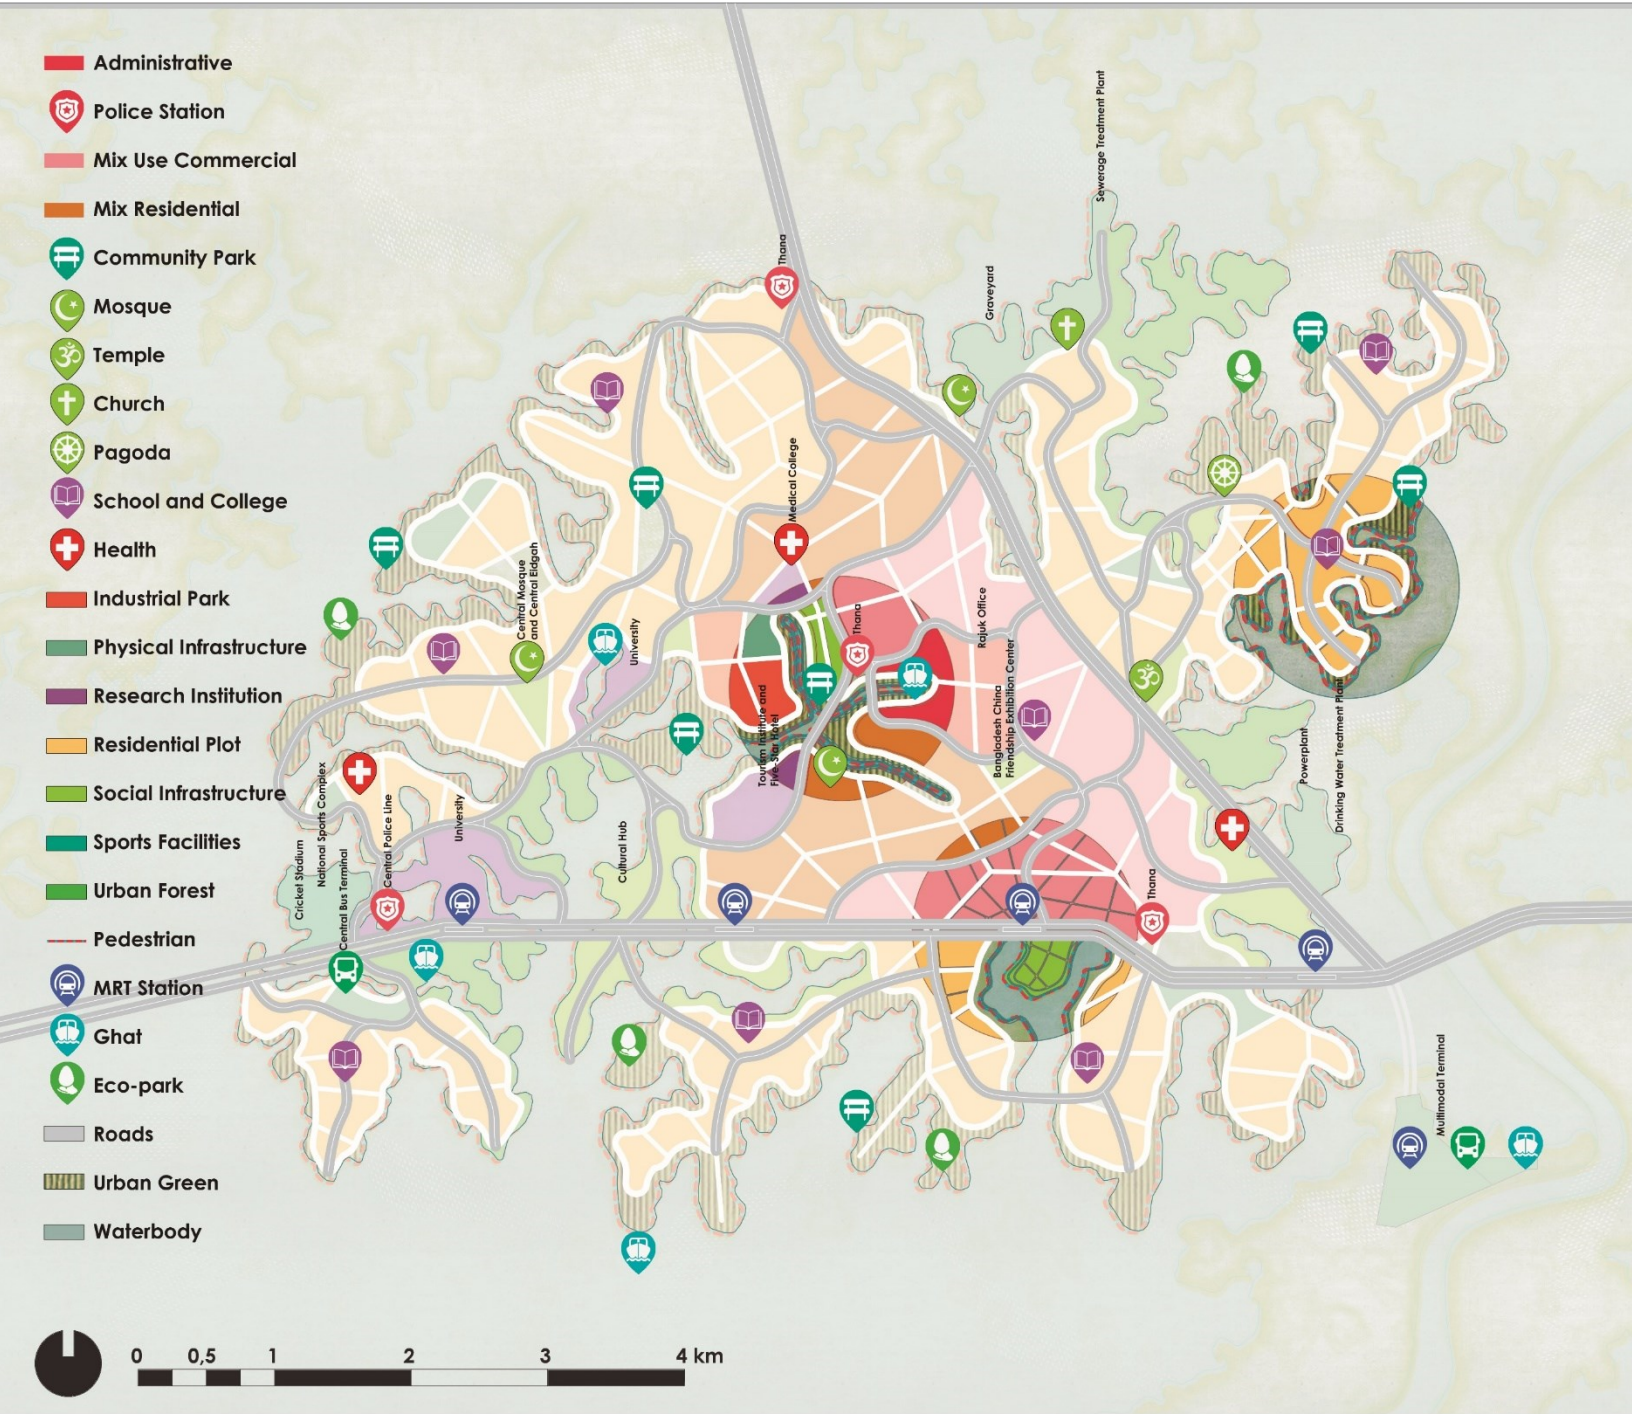 Administrative
Police Station
Mix Use Commercial
Mix Residential
Community Park
Mosque
Temple
Church
Pagoda
School and College
Health
Industrial Park
Physical Infrastructure
Research Institution
Residential Plot
Social Infrastructure
Sports Facilities
Urban Forest
Pedestrian
MRT Station
Ghat
Eco-park
Roads
Urban Green
Waterbody
0 0,5 1 2 3 4 km
Sewerage Treatment Plant
Thana
Graveyard
Medical College
Central Mosque
and Central Eidgah
University
Thana
Rajuk Office
Bangladesh China
Friendship Exhibition Center
Tourism Institute and
Five-Star Hotel
Powerplant
Drinking Water Treatment Plant
National Sports Complex
Central Police Line
University
Cultural Hub
Cricket Stadium
Central Bus Terminal
Thana
Multimodal Terminal